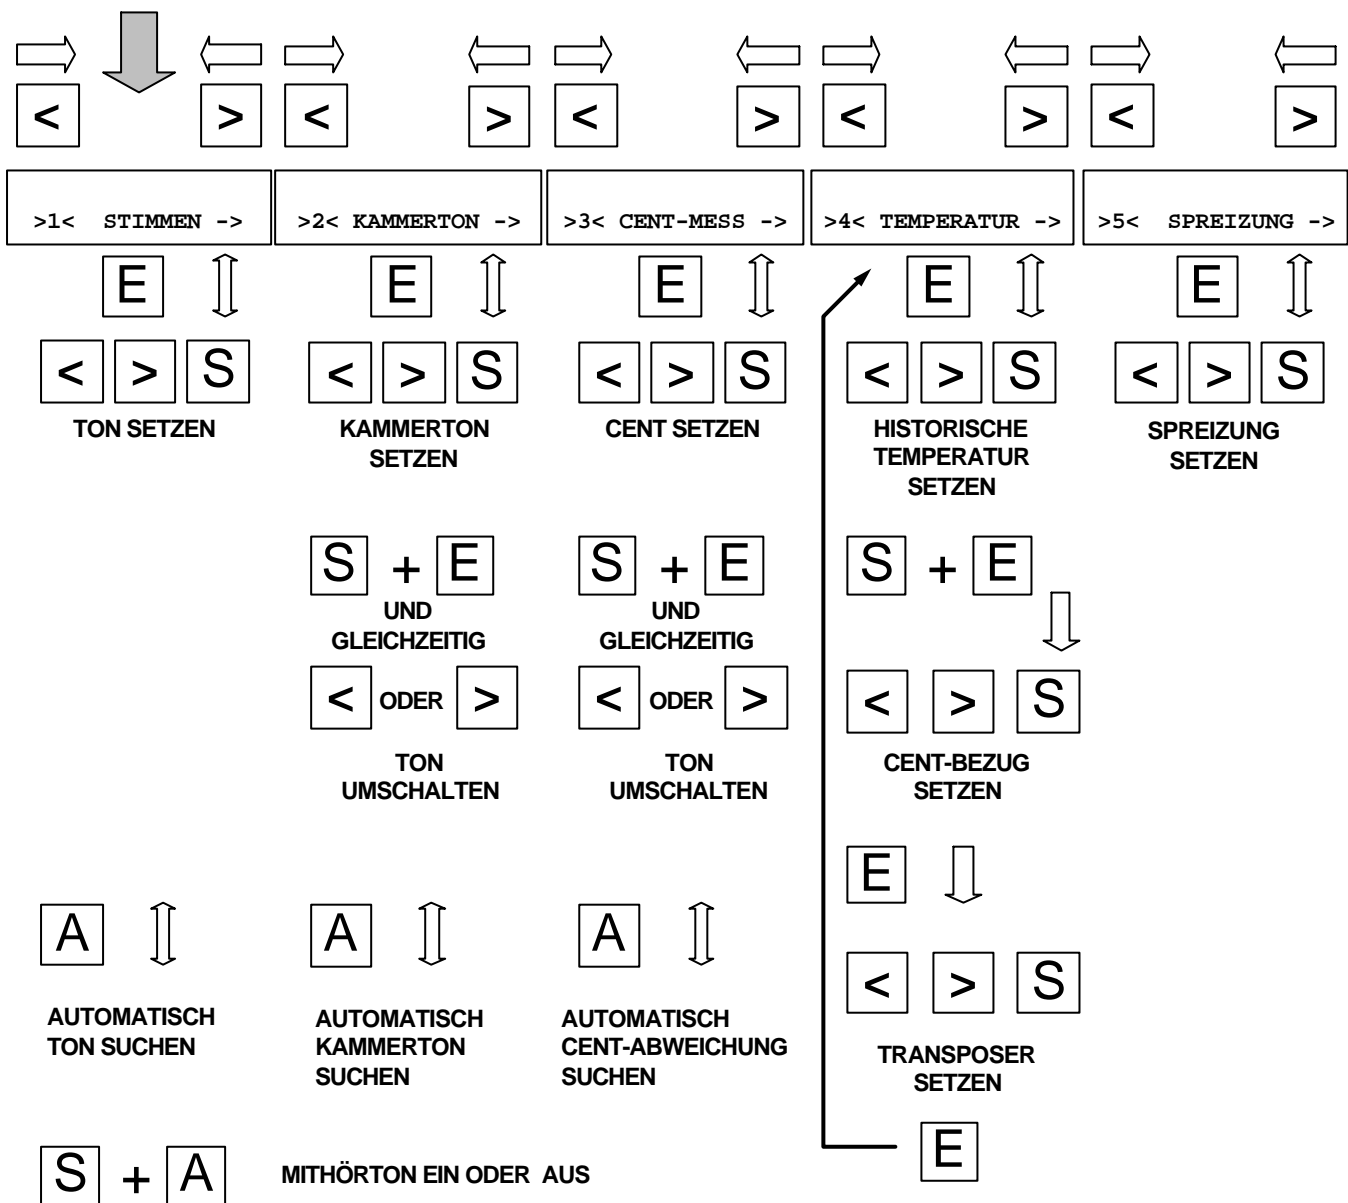 < > < > < > < > < >
>1< STIMMEN -> >2< KAMMERTON -> >3< CENT-MESS -> >4< TEMPERATUR -> >5< SPREIZUNG ->
E E E E E
< > S < > S < > S < > S < > S
TON SETZEN
KAMMERTON
SETZEN
CENT SETZEN
HISTORISCHE
TEMPERATUR
SETZEN
SPREIZUNG
SETZEN
S + E
UND
GLEICHZEITIG
< ODER >
TON
UMSCHALTEN
S + E
UND
GLEICHZEITIG
< ODER >
TON
UMSCHALTEN
S + E
< > S
CENT-BEZUG
SETZEN
E
< > S
TRANSPOSER
SETZEN
E
A
AUTOMATISCH
TON SUCHEN
A
AUTOMATISCH
KAMMERTON
SUCHEN
A
AUTOMATISCH
CENT-ABWEICHUNG
SUCHEN
S + A MITHÖRTON EIN ODER AUS